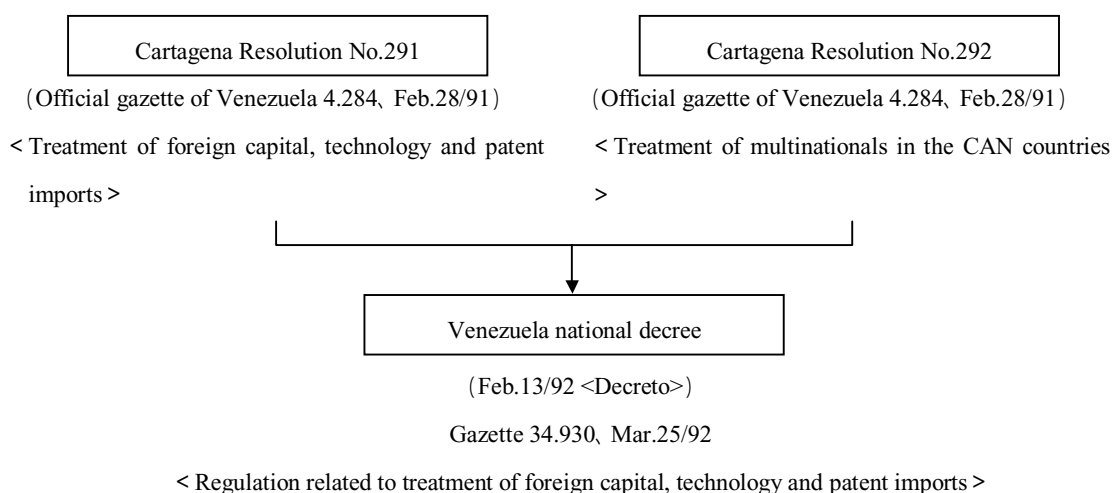 Cartagena Resolution No.291
(Official gazette of Venezuela 4.284、Feb.28/91)
< Treatment of foreign capital, technology and patent
imports >
Cartagena Resolution No.292
(Official gazette of Venezuela 4.284、Feb.28/91)
< Treatment of multinationals in the CAN countries
>
Venezuela national decree
(Feb.13/92 <Decreto>)
Gazette 34.930、Mar.25/92
< Regulation related to treatment of foreign capital, technology and patent imports >